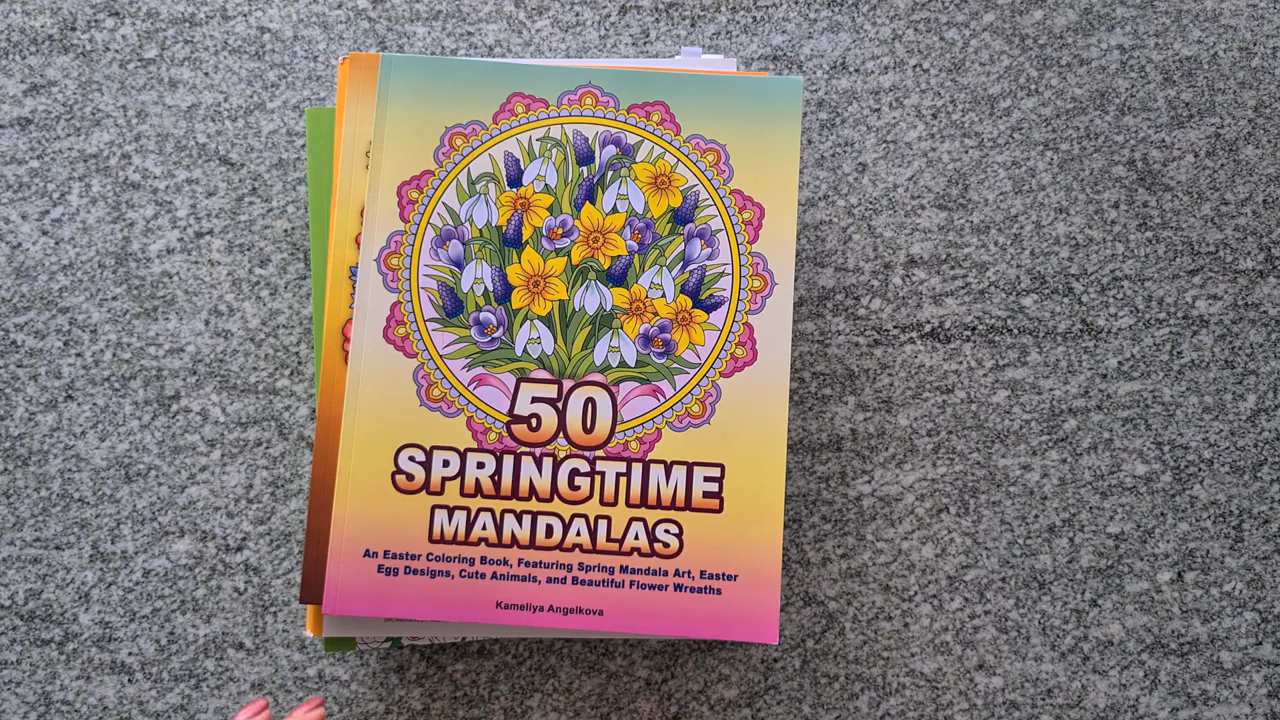 50
SPRINGTIME
MANDALAS
An Easter Coloring Book, Featuring Spring Mandala Art, Easter
Egg Designs, Cute Animals, and Beautiful Flower Wreaths
Kameliya Angelkova